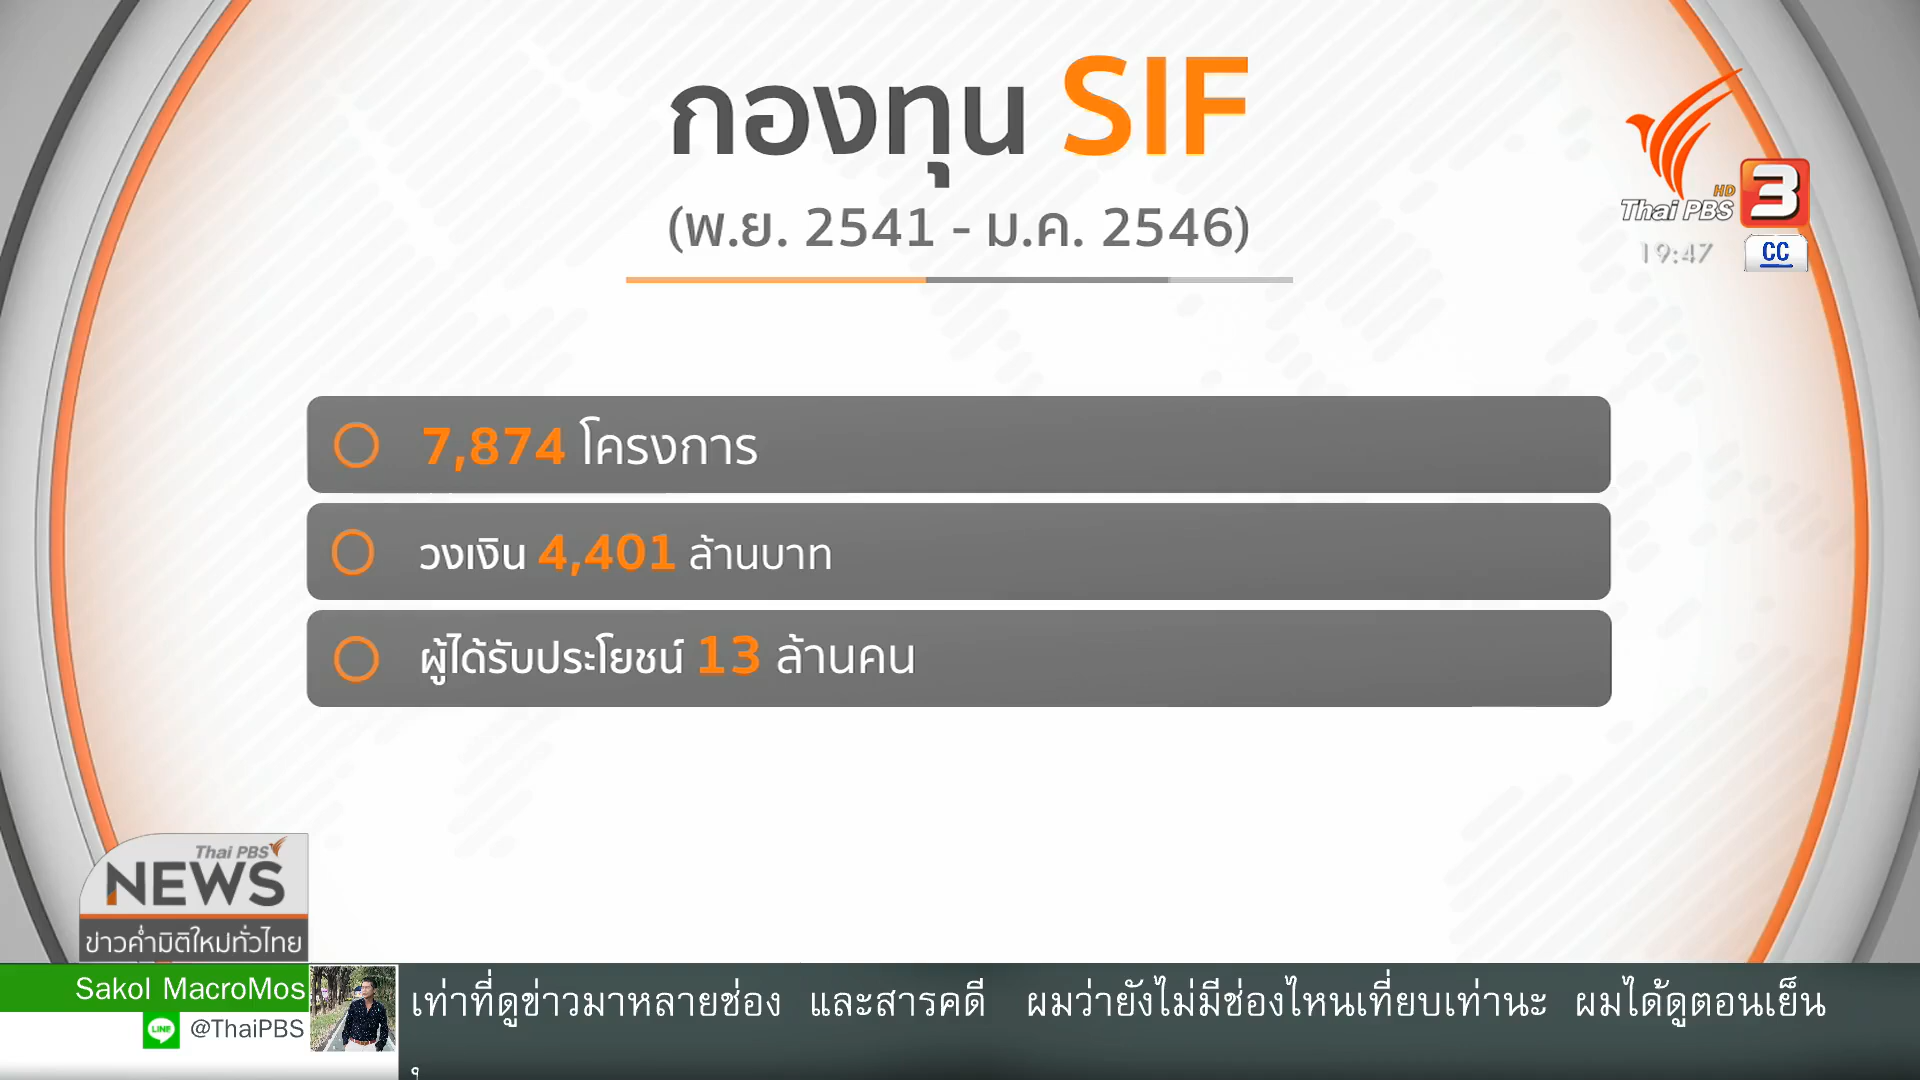 กองทุน SIF
(พ.ย. 2541 - ม.ค. 2546)
HD
3
Thai PBS
19:47
CC
7,874 โครงการ
วงเงิน 4,401 ล้านบาท
ผู้ได้รับประโยชน์ 13 ล้านคน
Thai PBS
NEWS
ข่าวค่ำมิติใหม่ทั่วไทย
Sakol MacroMos
LINE @ThaiPBS
เท่าที่ดูข่าวมาหลายช่อง และสารคดี ผมว่ายังไม่มีช่องไหนเที่ยบเท่านะ ผมได้ดูตอนเย็น